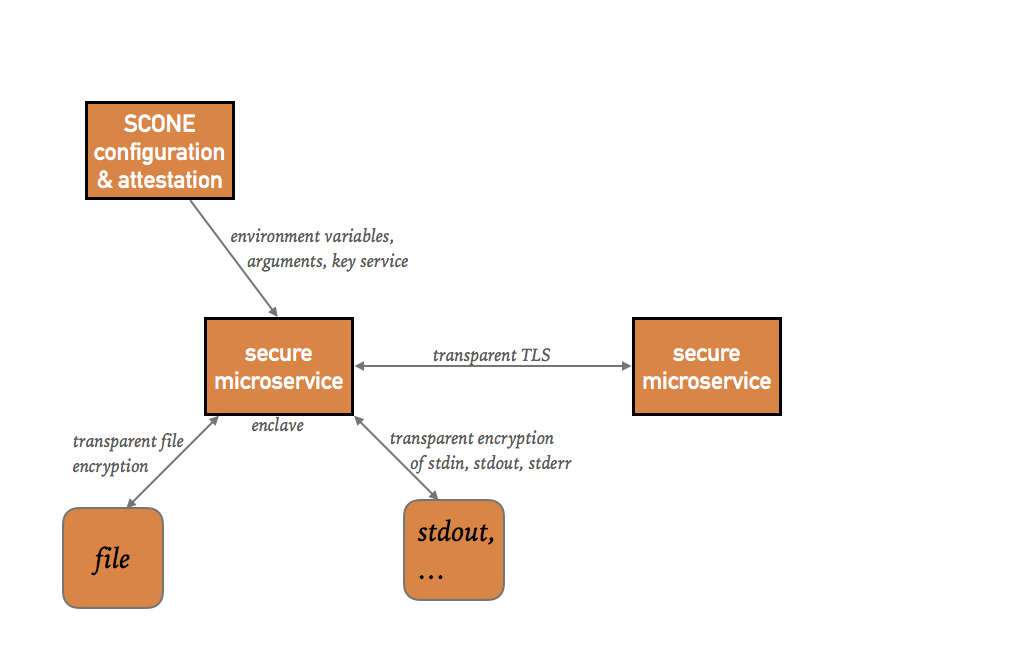 SCONE
configuration
& attestation
environment variables,
arguments, key service
secure
microservice
transparent TLS
secure
microservice
enclave
transparent file
encryption
transparent encryption
of stdin, stdout, stderr
file
stdout,
...